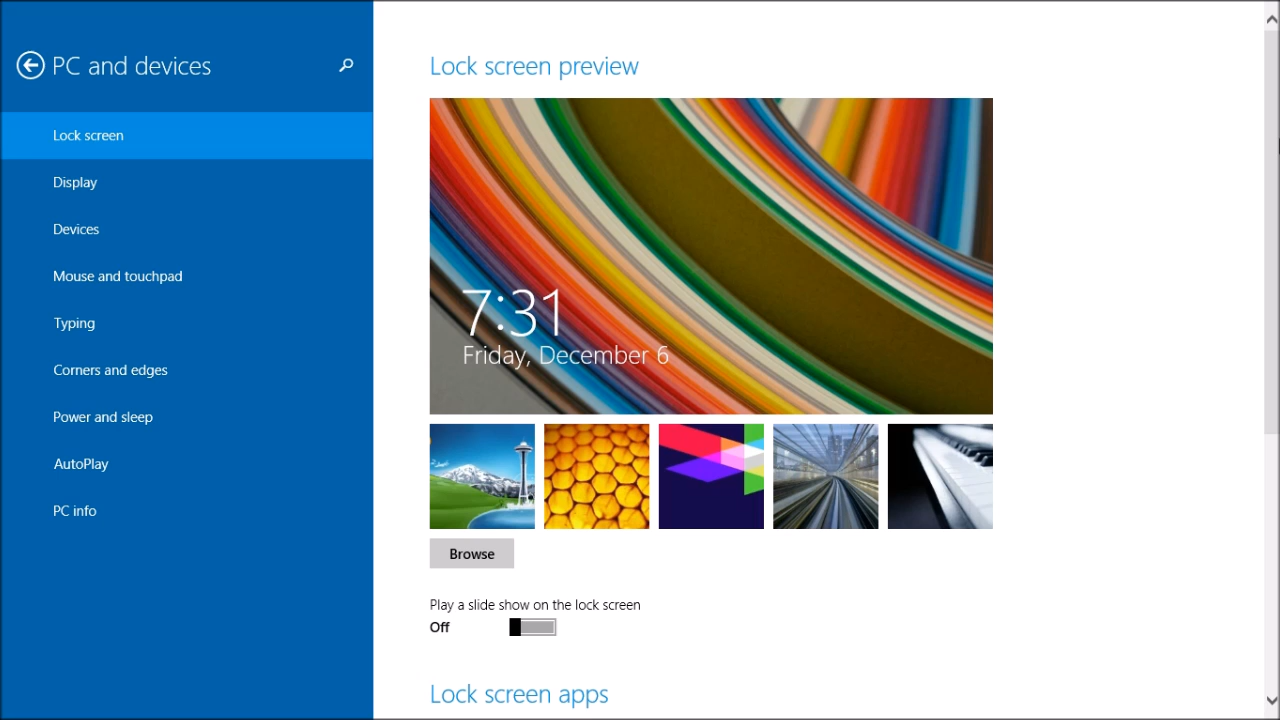 PC and devices
Lock screen
Display
Devices
Mouse and touchpad
Typing
Corners and edges
Power and sleep
AutoPlay
PC info
Lock screen preview
7:31
Friday, December 6
Browse
Play a slide show on the lock screen
Off
Lock screen apps